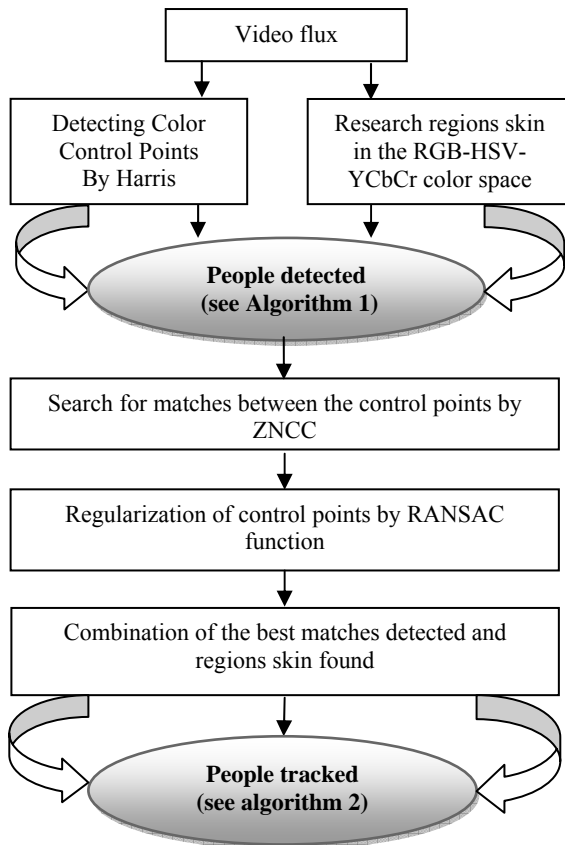 Video flux
Detecting Color
Control Points
By Harris
Research regions skin
in the RGB-HSV-
YCbCr color space
People detected
(see Algorithm 1)
Search for matches between the control points by
ZNCC
Regularization of control points by RANSAC
function
Combination of the best matches detected and
regions skin found
People tracked
(see algorithm 2)